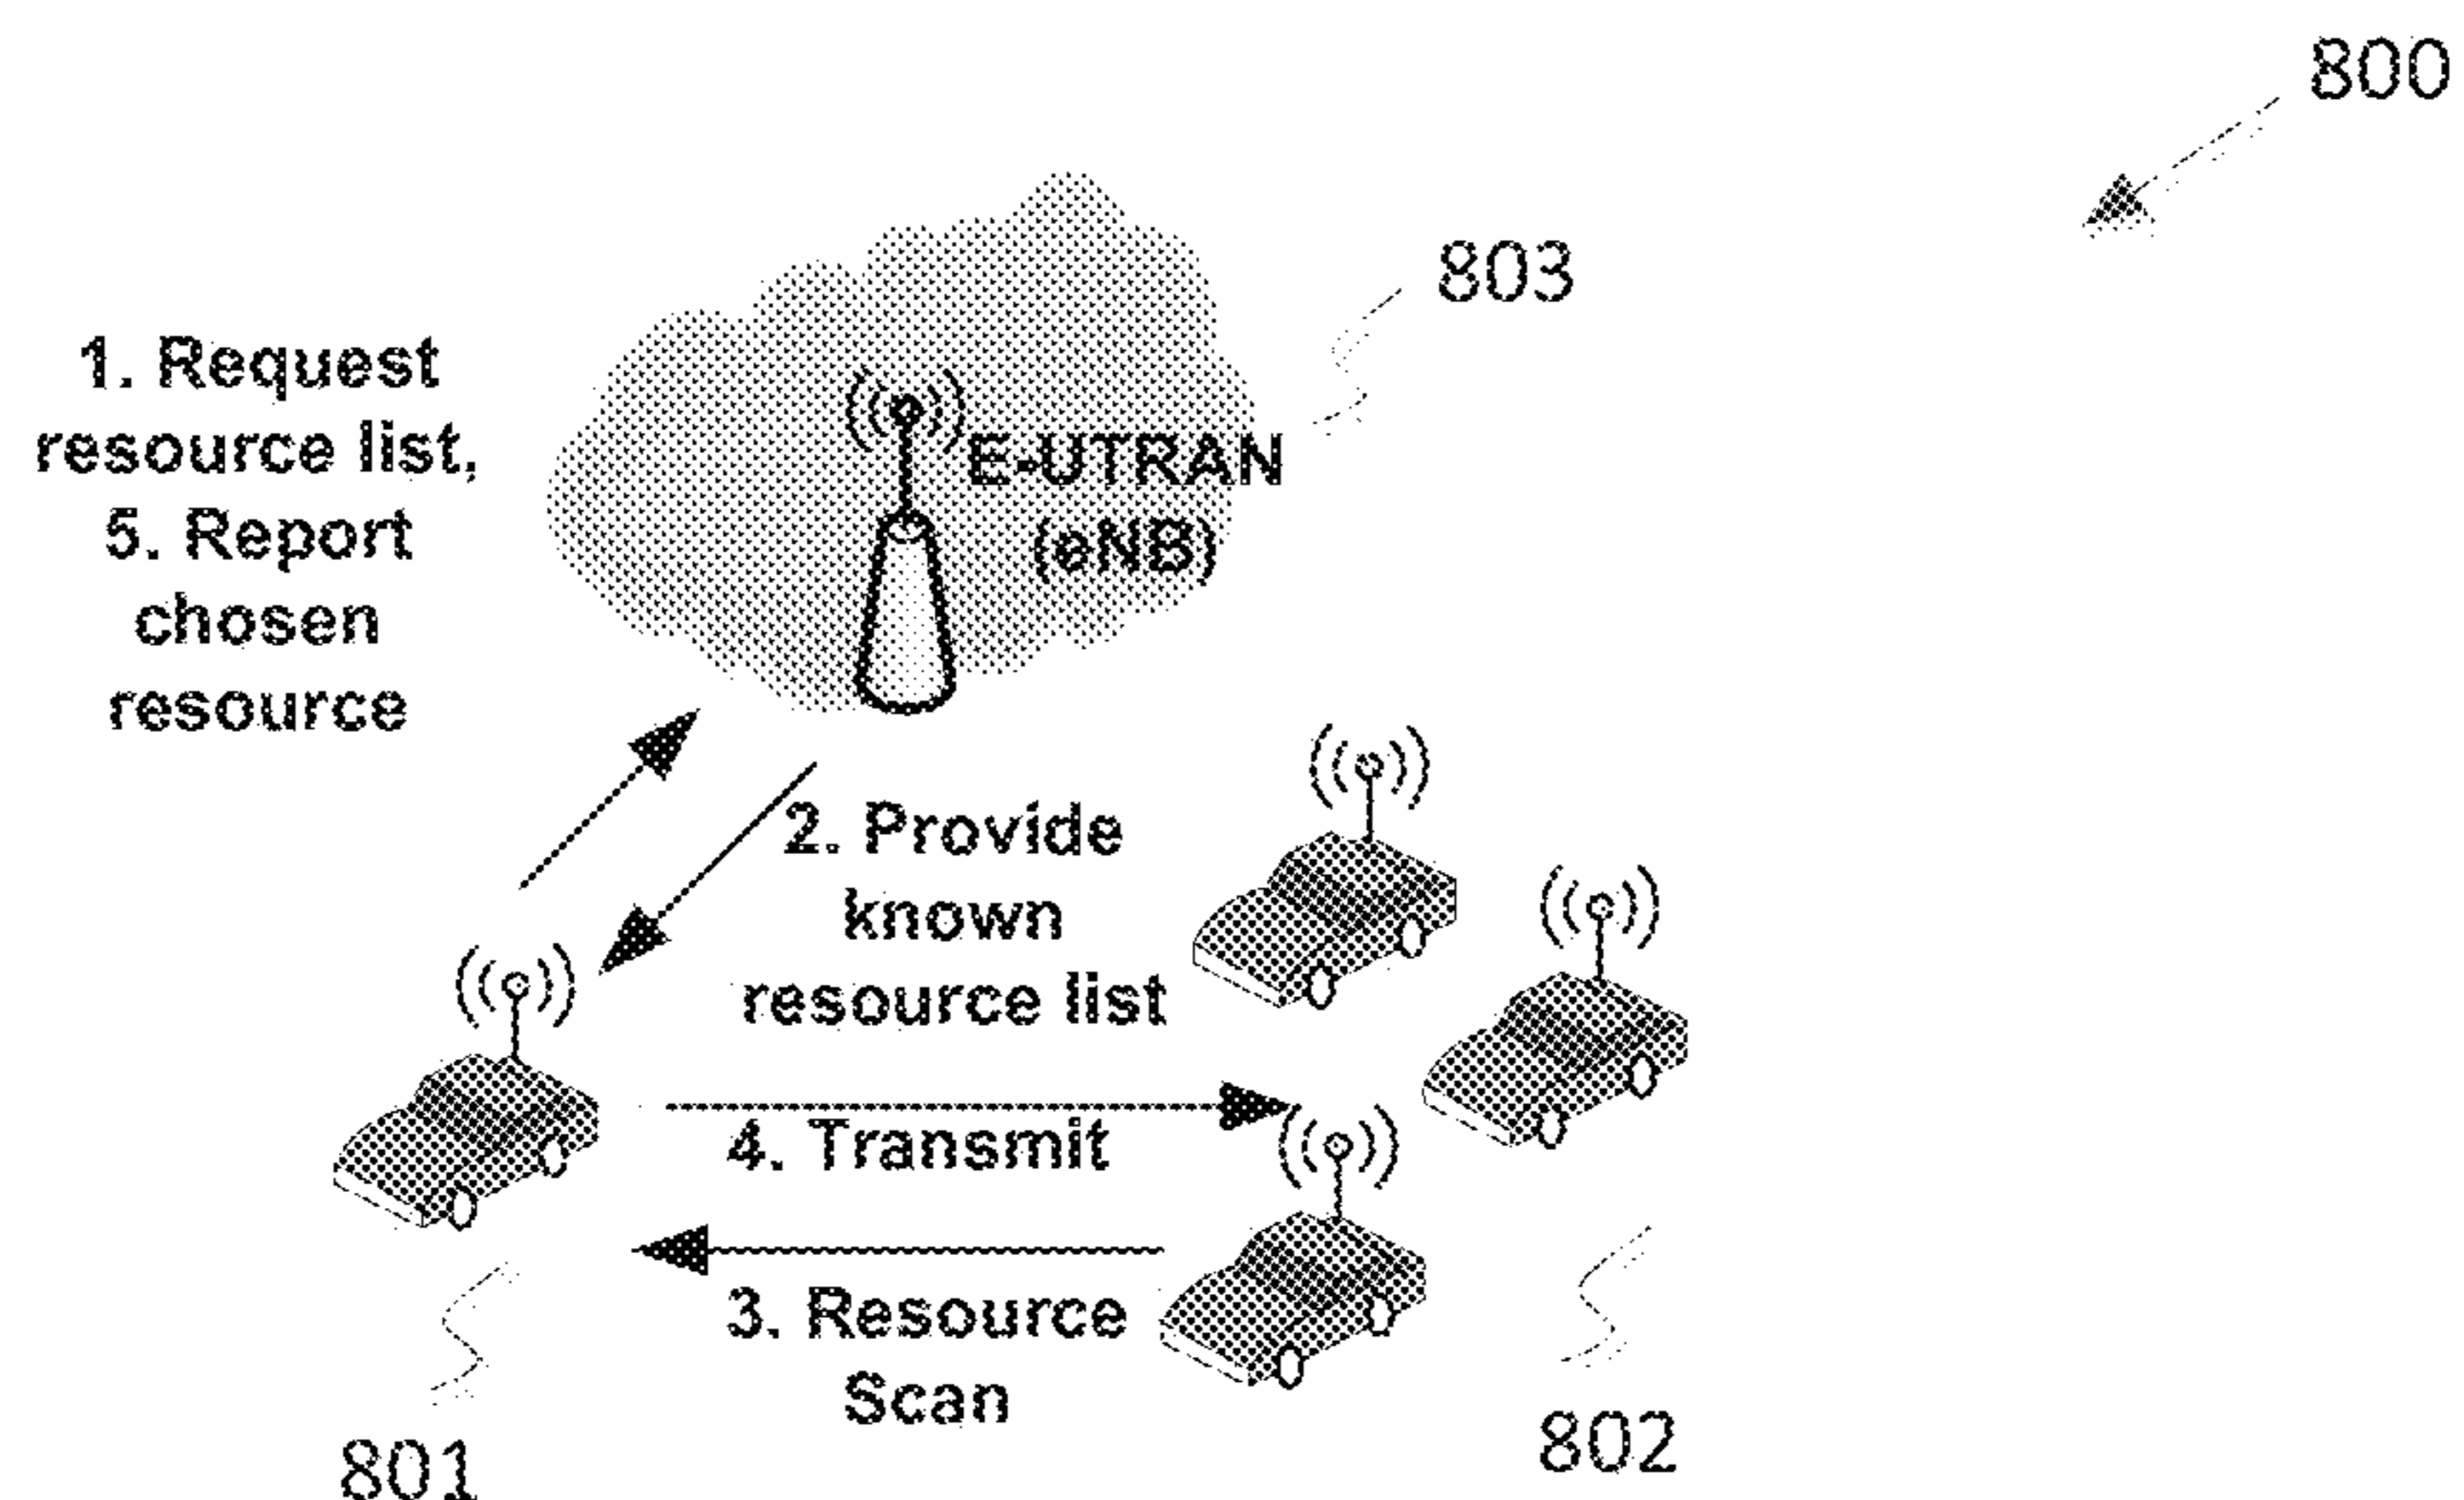 800
803
1. Request
resource list,
5. Report
chosen
resource
E-UTRAN
(eNB)
2. Provide
known
resource list
4. Transmit
3. Resource
Scan
801
802